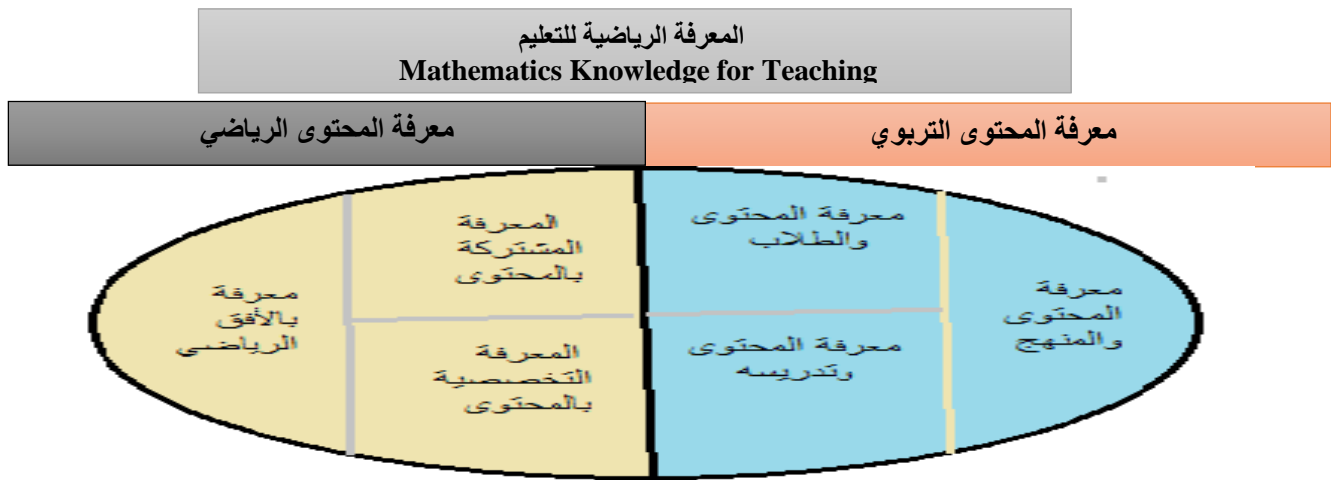 المعرفة الرياضية للتعليم
Mathematics Knowledge for Teaching
معرفة المحتوى التربوي
معرفة المحتوى الرياضي
معرفة
المحتوى
والمنهج
معرفة المحتوى
والطلاب
معرفة المحتوى
وتدريسه
المعرفة
المشتركة
بالمحتوى
المعرفة
التخصصية
بالمحتوى
معرفة
بالأفق
الرياضي